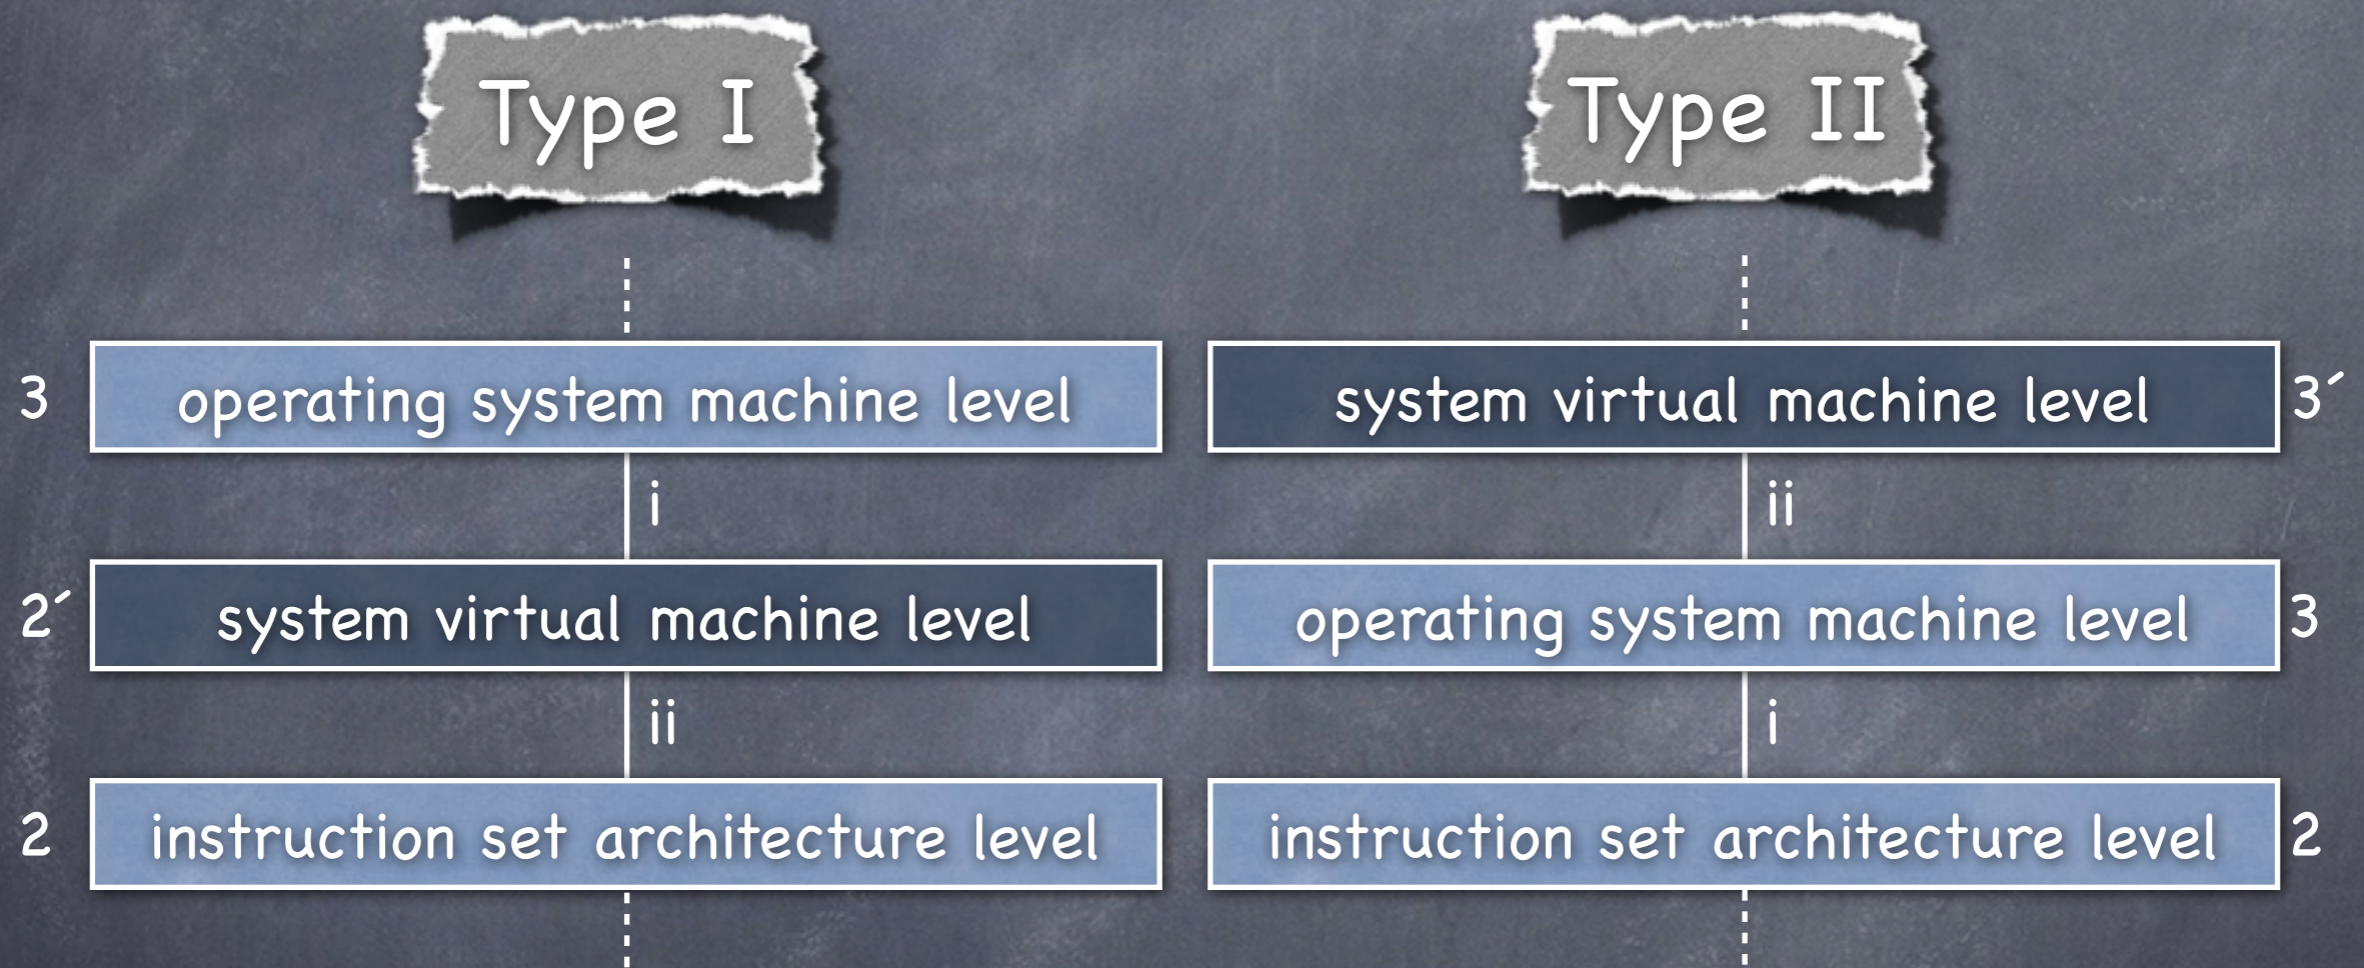 Type I
Type II
3 operating system machine level
system virtual machine level 3´
i
ii
2´ system virtual machine level
operating system machine level 3
ii
i
2 instruction set architecture level
instruction set architecture level 2